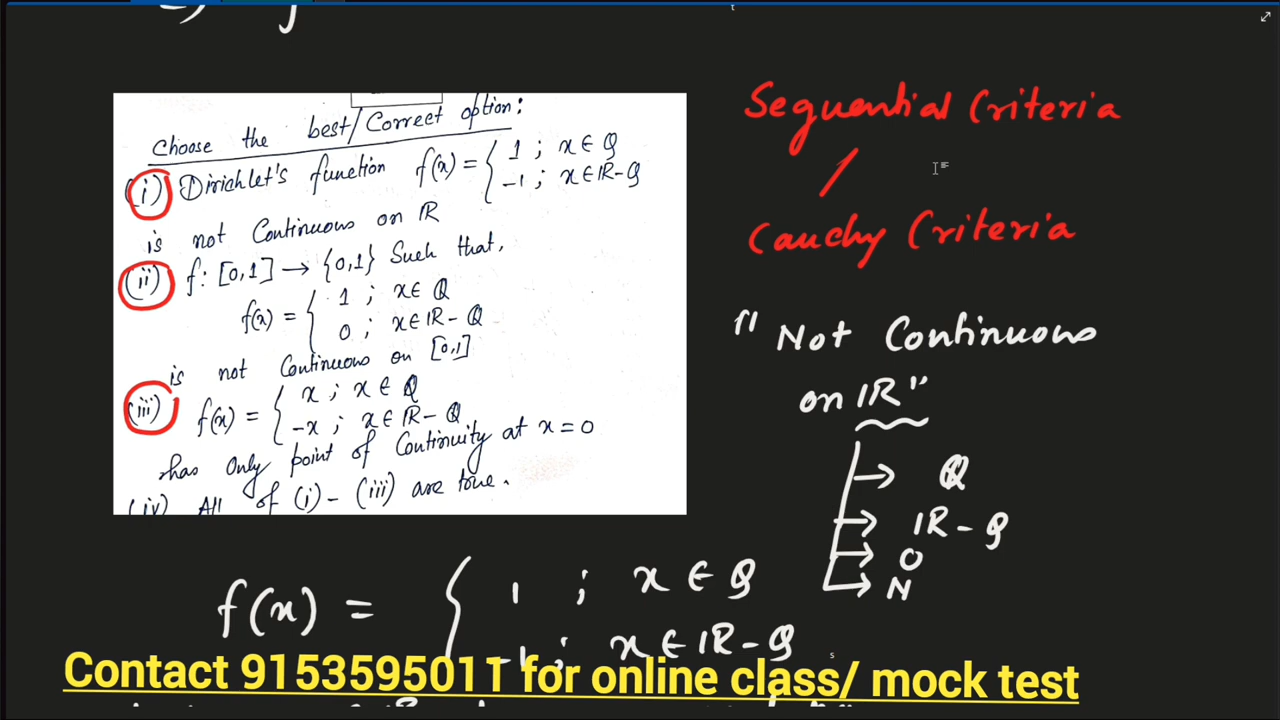 Choose the best/Correct option:
(i) Dirichlet's function f(x) = { 1 ; x ∈ Q
-1 ; x ∈ IR - Q
is not Continuous on IR
(ii) f: [0,1] → {0,1} Such that,
f(x) = { 1 ; x ∈ Q
0 ; x ∈ IR - Q
is not Continuous on [0,1]
(iii) f(x) = { x ; x ∈ Q
-x ; x ∈ IR - Q
has Only point of Continuity at x = 0
(iv) All of (i) - (iii) are true.
Sequential Criteria
Cauchy Criteria
" Not Continuous
on IR "
→ Q
→ IR - Q
→ O
→ N
f(x) = { 1 ; x ∈ Q
-1 ; x ∈ IR - Q
Contact 9153595011 for online class/ mock test